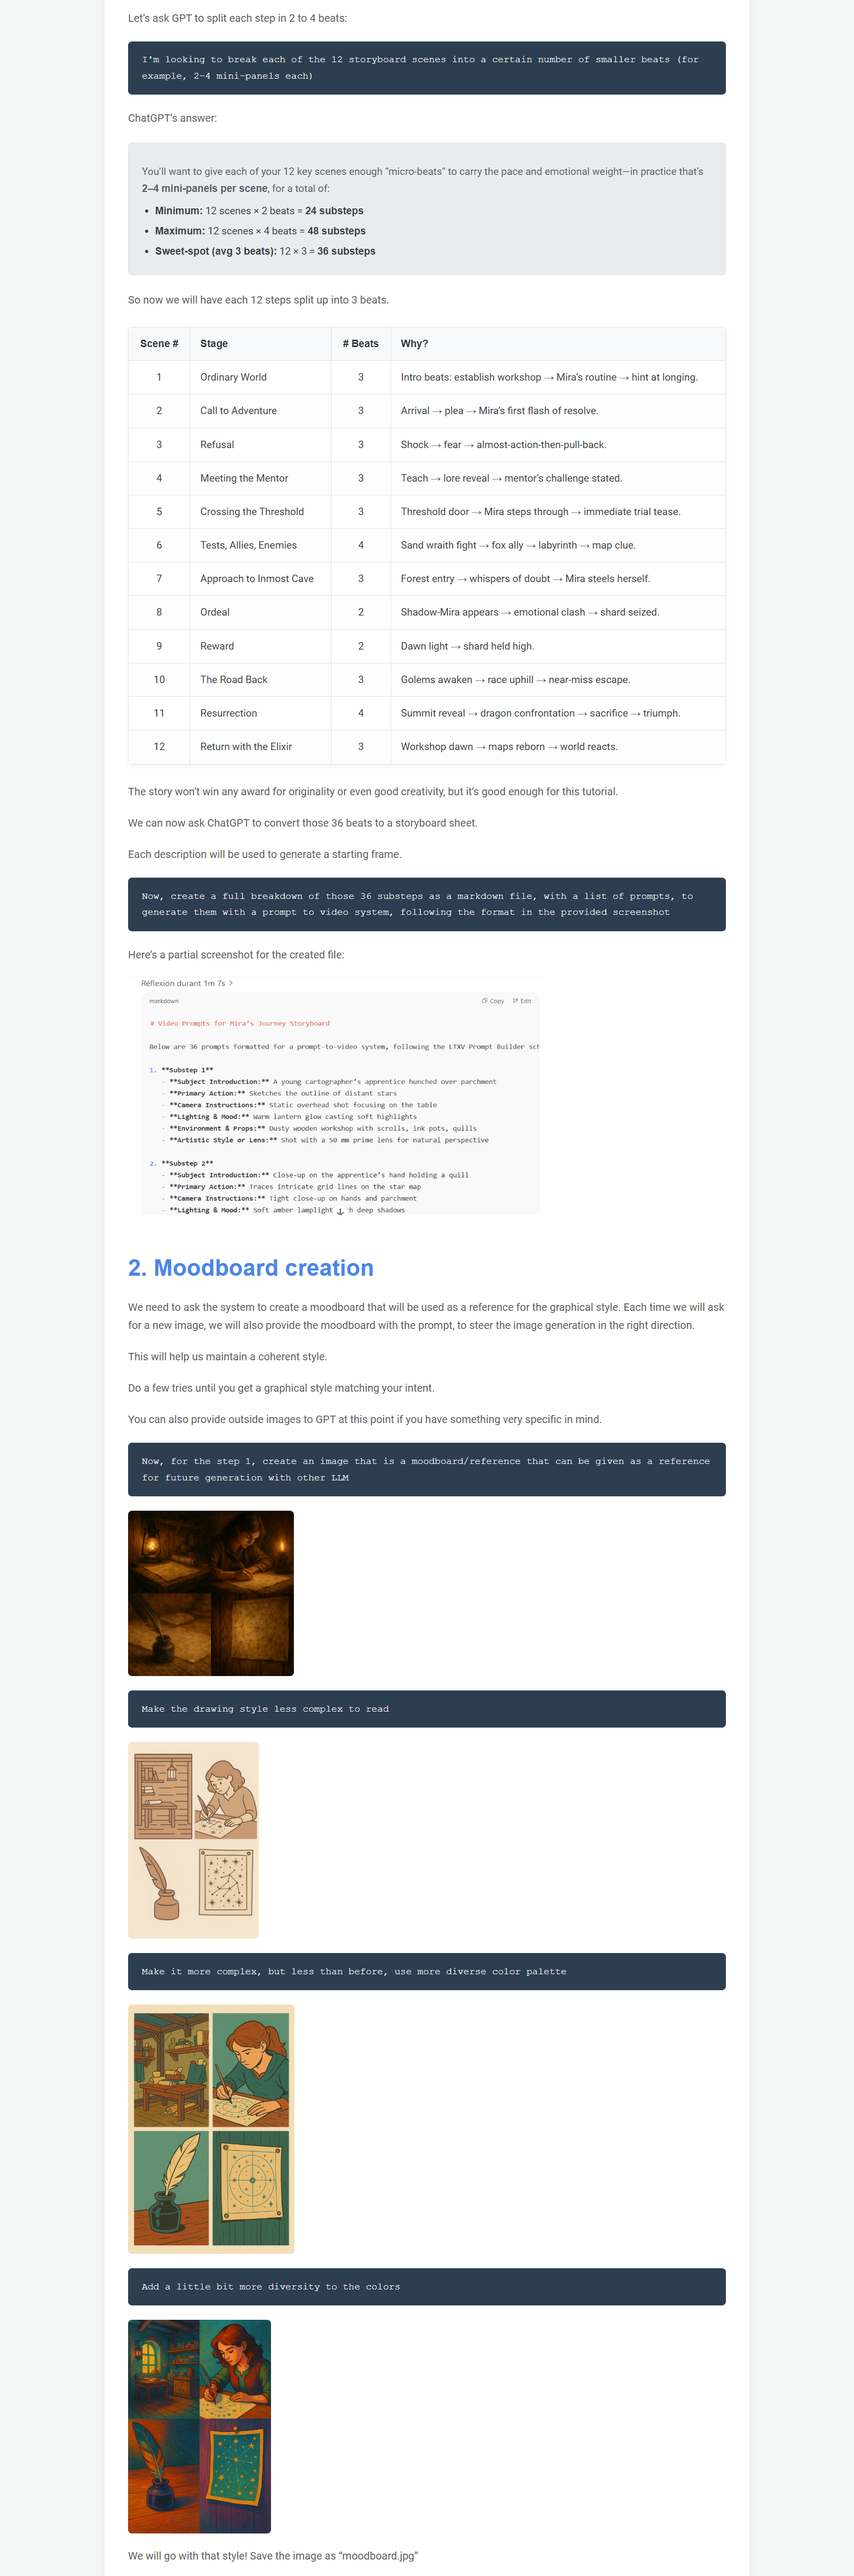 Let's ask GPT to split each step in 2 to 4 beats:
I'm looking to break each of the 12 storyboard scenes into a certain number of smaller beats (for
example, 2–4 mini-panels each)
ChatGPT's answer:
You'll want to give each of your 12 key scenes enough “micro-beats” to carry the pace and emotional weight—in practice that's
2–4 mini-panels per scene, for a total of:
• Minimum: 12 scenes × 2 beats = 24 substeps
• Maximum: 12 scenes × 4 beats = 48 substeps
• Sweet-spot (avg 3 beats): 12 × 3 = 36 substeps
So now we will have each 12 steps split up into 3 beats.
Scene # Stage # Beats Why?
1 Ordinary World 3 Intro beats: establish workshop → Mira's routine → hint at longing.
2 Call to Adventure 3 Arrival → plea → Mira's first flash of resolve.
3 Refusal 3 Shock → fear → almost-action-then-pull-back.
4 Meeting the Mentor 3 Teach → lore reveal → mentor's challenge stated.
5 Crossing the Threshold 3 Threshold door → Mira steps through → immediate trial tease.
6 Tests, Allies, Enemies 4 Sand wraith fight → fox ally → labyrinth → map clue.
7 Approach to Inmost Cave 3 Forest entry → whispers of doubt → Mira steels herself.
8 Ordeal 2 Shadow-Mira appears → emotional clash → shard seized.
9 Reward 2 Dawn light → shard held high.
10 The Road Back 3 Golems awaken → race uphill → near-miss escape.
11 Resurrection 4 Summit reveal → dragon confrontation → sacrifice → triumph.
12 Return with the Elixir 3 Workshop dawn → maps reborn → world reacts.
The story won't win any award for originality or even good creativity, but it's good enough for this tutorial.
We can now ask ChatGPT to convert those 36 beats to a storyboard sheet.
Each description will be used to generate a starting frame.
Now, create a full breakdown of those 36 substeps as a markdown file, with a list of prompts, to
generate them with a prompt to video system, following the format in the provided screenshot
Here's a partial screenshot for the created file:
Réflexion durant 1m 7s >
markdown Copy Edit
# Video Prompts for Mira's Journey Storyboard
Below are 36 prompts formatted for a prompt-to-video system, following the LTXV Prompt Builder sch
1. **Substep 1**
- **Subject Introduction:** A young cartographer's apprentice hunched over parchment
- **Primary Action:** Sketches the outline of distant stars
- **Camera Instructions:** Static overhead shot focusing on the table
- **Lighting & Mood:** Warm lantern glow casting soft highlights
- **Environment & Props:** Dusty wooden workshop with scrolls, ink pots, quills
- **Artistic Style or Lens:** Shot with a 50 mm prime lens for natural perspective
2. **Substep 2**
- **Subject Introduction:** Close-up on the apprentice's hand holding a quill
- **Primary Action:** Traces intricate grid lines on the star map
- **Camera Instructions:** Tight close-up on hands and parchment
- **Lighting & Mood:** Soft amber lamplight h deep shadows
2. Moodboard creation
We need to ask the system to create a moodboard that will be used as a reference for the graphical style. Each time we will ask
for a new image, we will also provide the moodboard with the prompt, to steer the image generation in the right direction.
This will help us maintain a coherent style.
Do a few tries until you get a graphical style matching your intent.
You can also provide outside images to GPT at this point if you have something very specific in mind.
Now, for the step 1, create an image that is a moodboard/reference that can be given as a reference
for future generation with other LLM
Make the drawing style less complex to read
Make it more complex, but less than before, use more diverse color palette
Add a little bit more diversity to the colors
We will go with that style! Save the image as “moodboard.jpg”